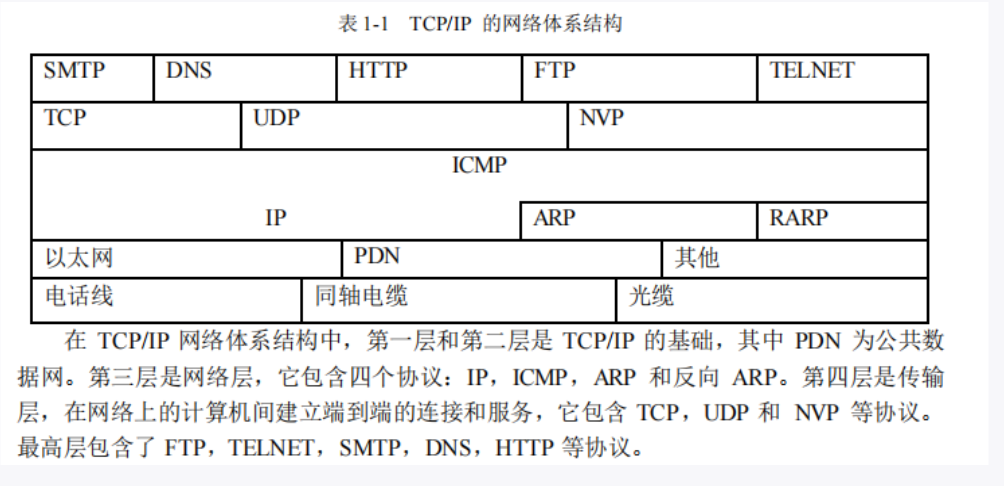 表 1-1 TCP/IP 的网络体系结构
SMTP DNS HTTP FTP TELNET
TCP UDP NVP
ICMP
IP ARP RARP
以太网 PDN 其他
电话线 同轴电缆 光缆
在 TCP/IP 网络体系结构中，第一层和第二层是 TCP/IP 的基础，其中 PDN 为公共数
据网。第三层是网络层，它包含四个协议：IP，ICMP，ARP 和反向 ARP。第四层是传输
层，在网络上的计算机间建立端到端的连接和服务，它包含 TCP，UDP 和 NVP 等协议。
最高层包含了 FTP，TELNET，SMTP，DNS，HTTP 等协议。